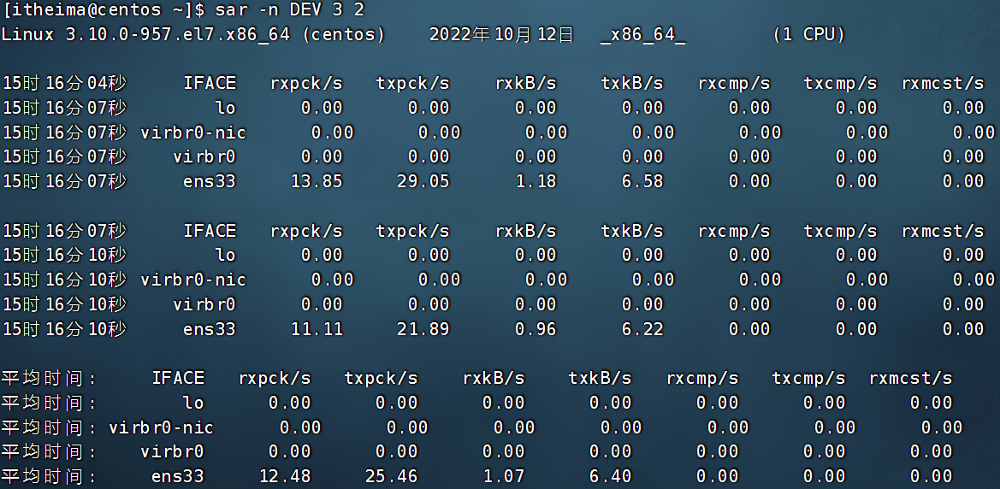 [itheima@centos ~]$ sar -n DEV 3 2
Linux 3.10.0-957.el7.x86_64 (centos) 2022年10月12日 _x86_64_ (1 CPU)
15时16分04秒 IFACE rxpck/s txpck/s rxkB/s txkB/s rxcmp/s txcmp/s rxmcst/s
15时16分07秒 lo 0.00 0.00 0.00 0.00 0.00 0.00 0.00
15时16分07秒 virbr0-nic 0.00 0.00 0.00 0.00 0.00 0.00 0.00
15时16分07秒 virbr0 0.00 0.00 0.00 0.00 0.00 0.00 0.00
15时16分07秒 ens33 13.85 29.05 1.18 6.58 0.00 0.00 0.00
15时16分07秒 IFACE rxpck/s txpck/s rxkB/s txkB/s rxcmp/s txcmp/s rxmcst/s
15时16分10秒 lo 0.00 0.00 0.00 0.00 0.00 0.00 0.00
15时16分10秒 virbr0-nic 0.00 0.00 0.00 0.00 0.00 0.00 0.00
15时16分10秒 virbr0 0.00 0.00 0.00 0.00 0.00 0.00 0.00
15时16分10秒 ens33 11.11 21.89 0.96 6.22 0.00 0.00 0.00
平均时间: IFACE rxpck/s txpck/s rxkB/s txkB/s rxcmp/s txcmp/s rxmcst/s
平均时间: lo 0.00 0.00 0.00 0.00 0.00 0.00 0.00
平均时间: virbr0-nic 0.00 0.00 0.00 0.00 0.00 0.00 0.00
平均时间: virbr0 0.00 0.00 0.00 0.00 0.00 0.00 0.00
平均时间: ens33 12.48 25.46 1.07 6.40 0.00 0.00 0.00